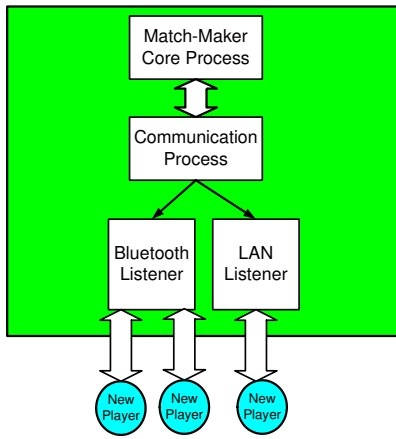 Match-Maker
Core Process
Communication
Process
Bluetooth
Listener
LAN
Listener
New
Player
New
Player
New
Player